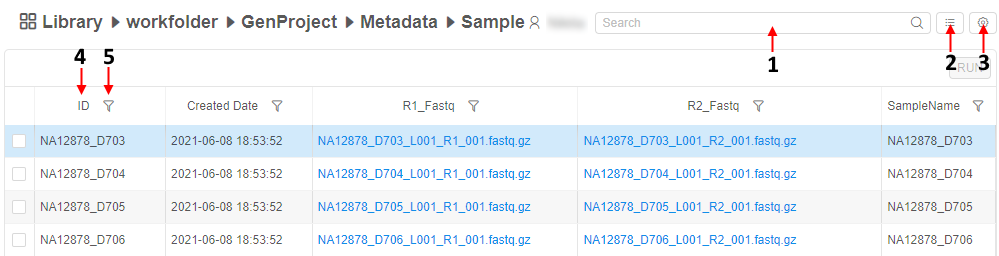 Library workfolder GenProject Metadata Sample Search
4 5 1 2 3
RUN
ID Created Date R1_Fastq R2_Fastq SampleName
NA12878_D703 2021-06-08 18:53:52 NA12878_D703_L001_R1_001.fastq.gz NA12878_D703_L001_R2_001.fastq.gz NA12878_D703
NA12878_D704 2021-06-08 18:53:52 NA12878_D704_L001_R1_001.fastq.gz NA12878_D704_L001_R2_001.fastq.gz NA12878_D704
NA12878_D705 2021-06-08 18:53:52 NA12878_D705_L001_R1_001.fastq.gz NA12878_D705_L001_R2_001.fastq.gz NA12878_D705
NA12878_D706 2021-06-08 18:53:52 NA12878_D706_L001_R1_001.fastq.gz NA12878_D706_L001_R2_001.fastq.gz NA12878_D706